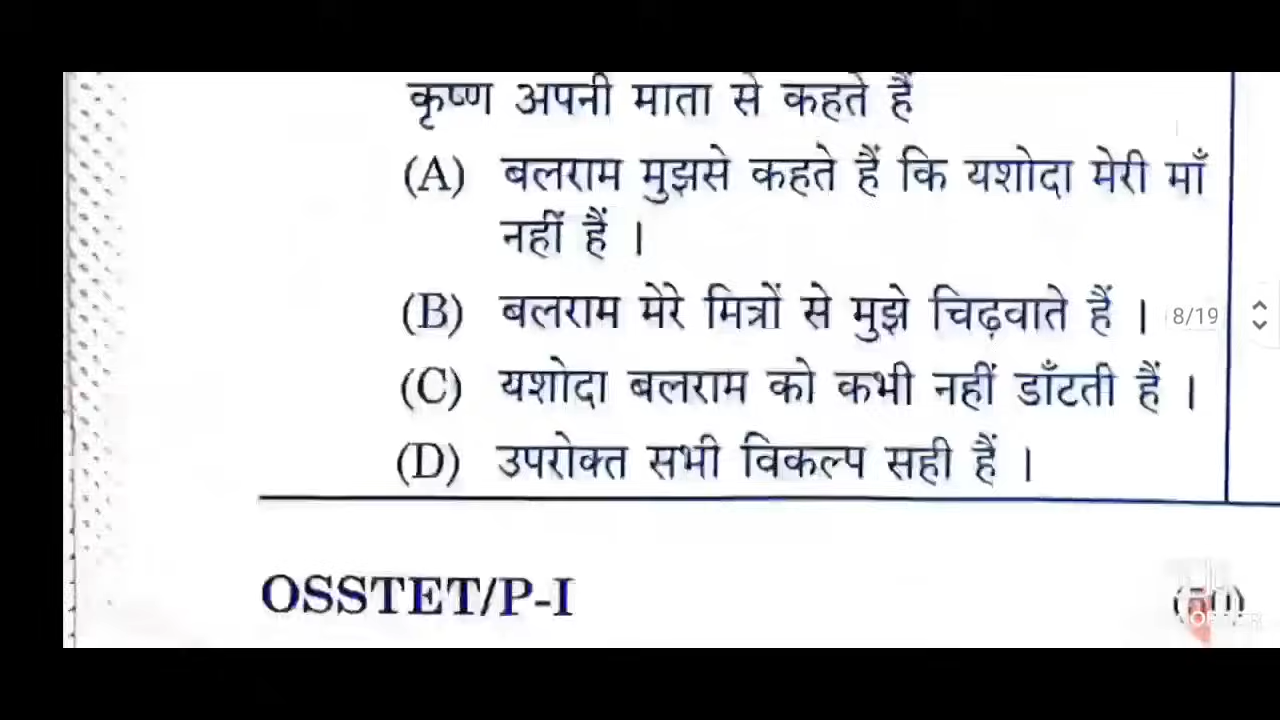 कृष्ण अपनी माता से कहते हैं
(A) बलराम मुझसे कहते हैं कि यशोदा मेरी माँ
नहीं हैं ।
(B) बलराम मेरे मित्रों से मुझे चिढ़वाते हैं ।
8/19
(C) यशोदा बलराम को कभी नहीं डाँटती हैं ।
(D) उपरोक्त सभी विकल्प सही हैं ।
OSSTET/P-I